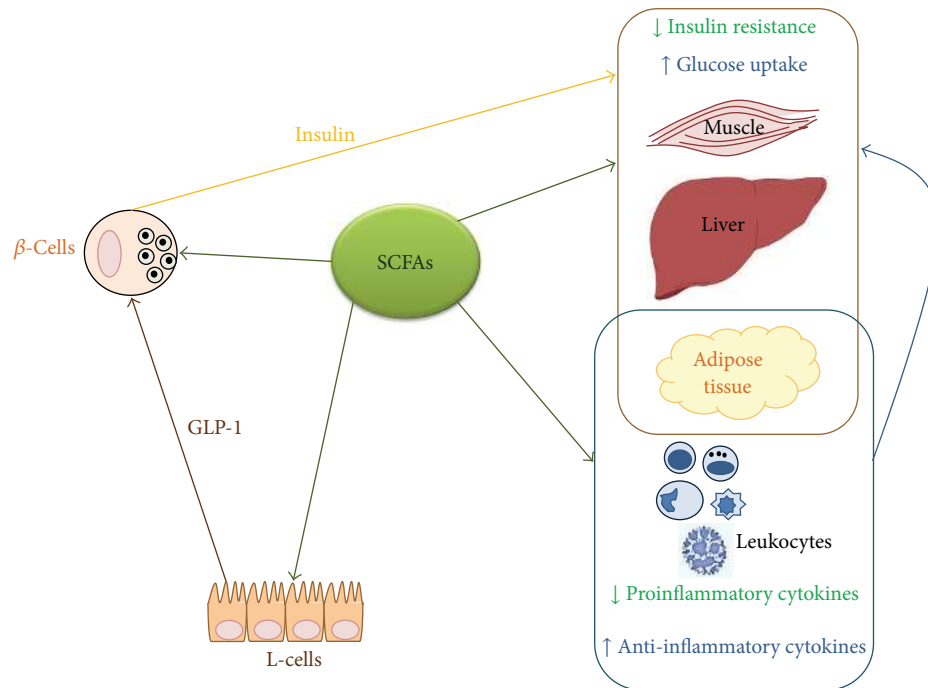 ↓ Insulin resistance
↑ Glucose uptake
Muscle
Insulin
Liver
β-Cells
SCFAs
Adipose
tissue
GLP-1
Leukocytes
↓ Proinflammatory cytokines
L-cells
↑ Anti-inflammatory cytokines